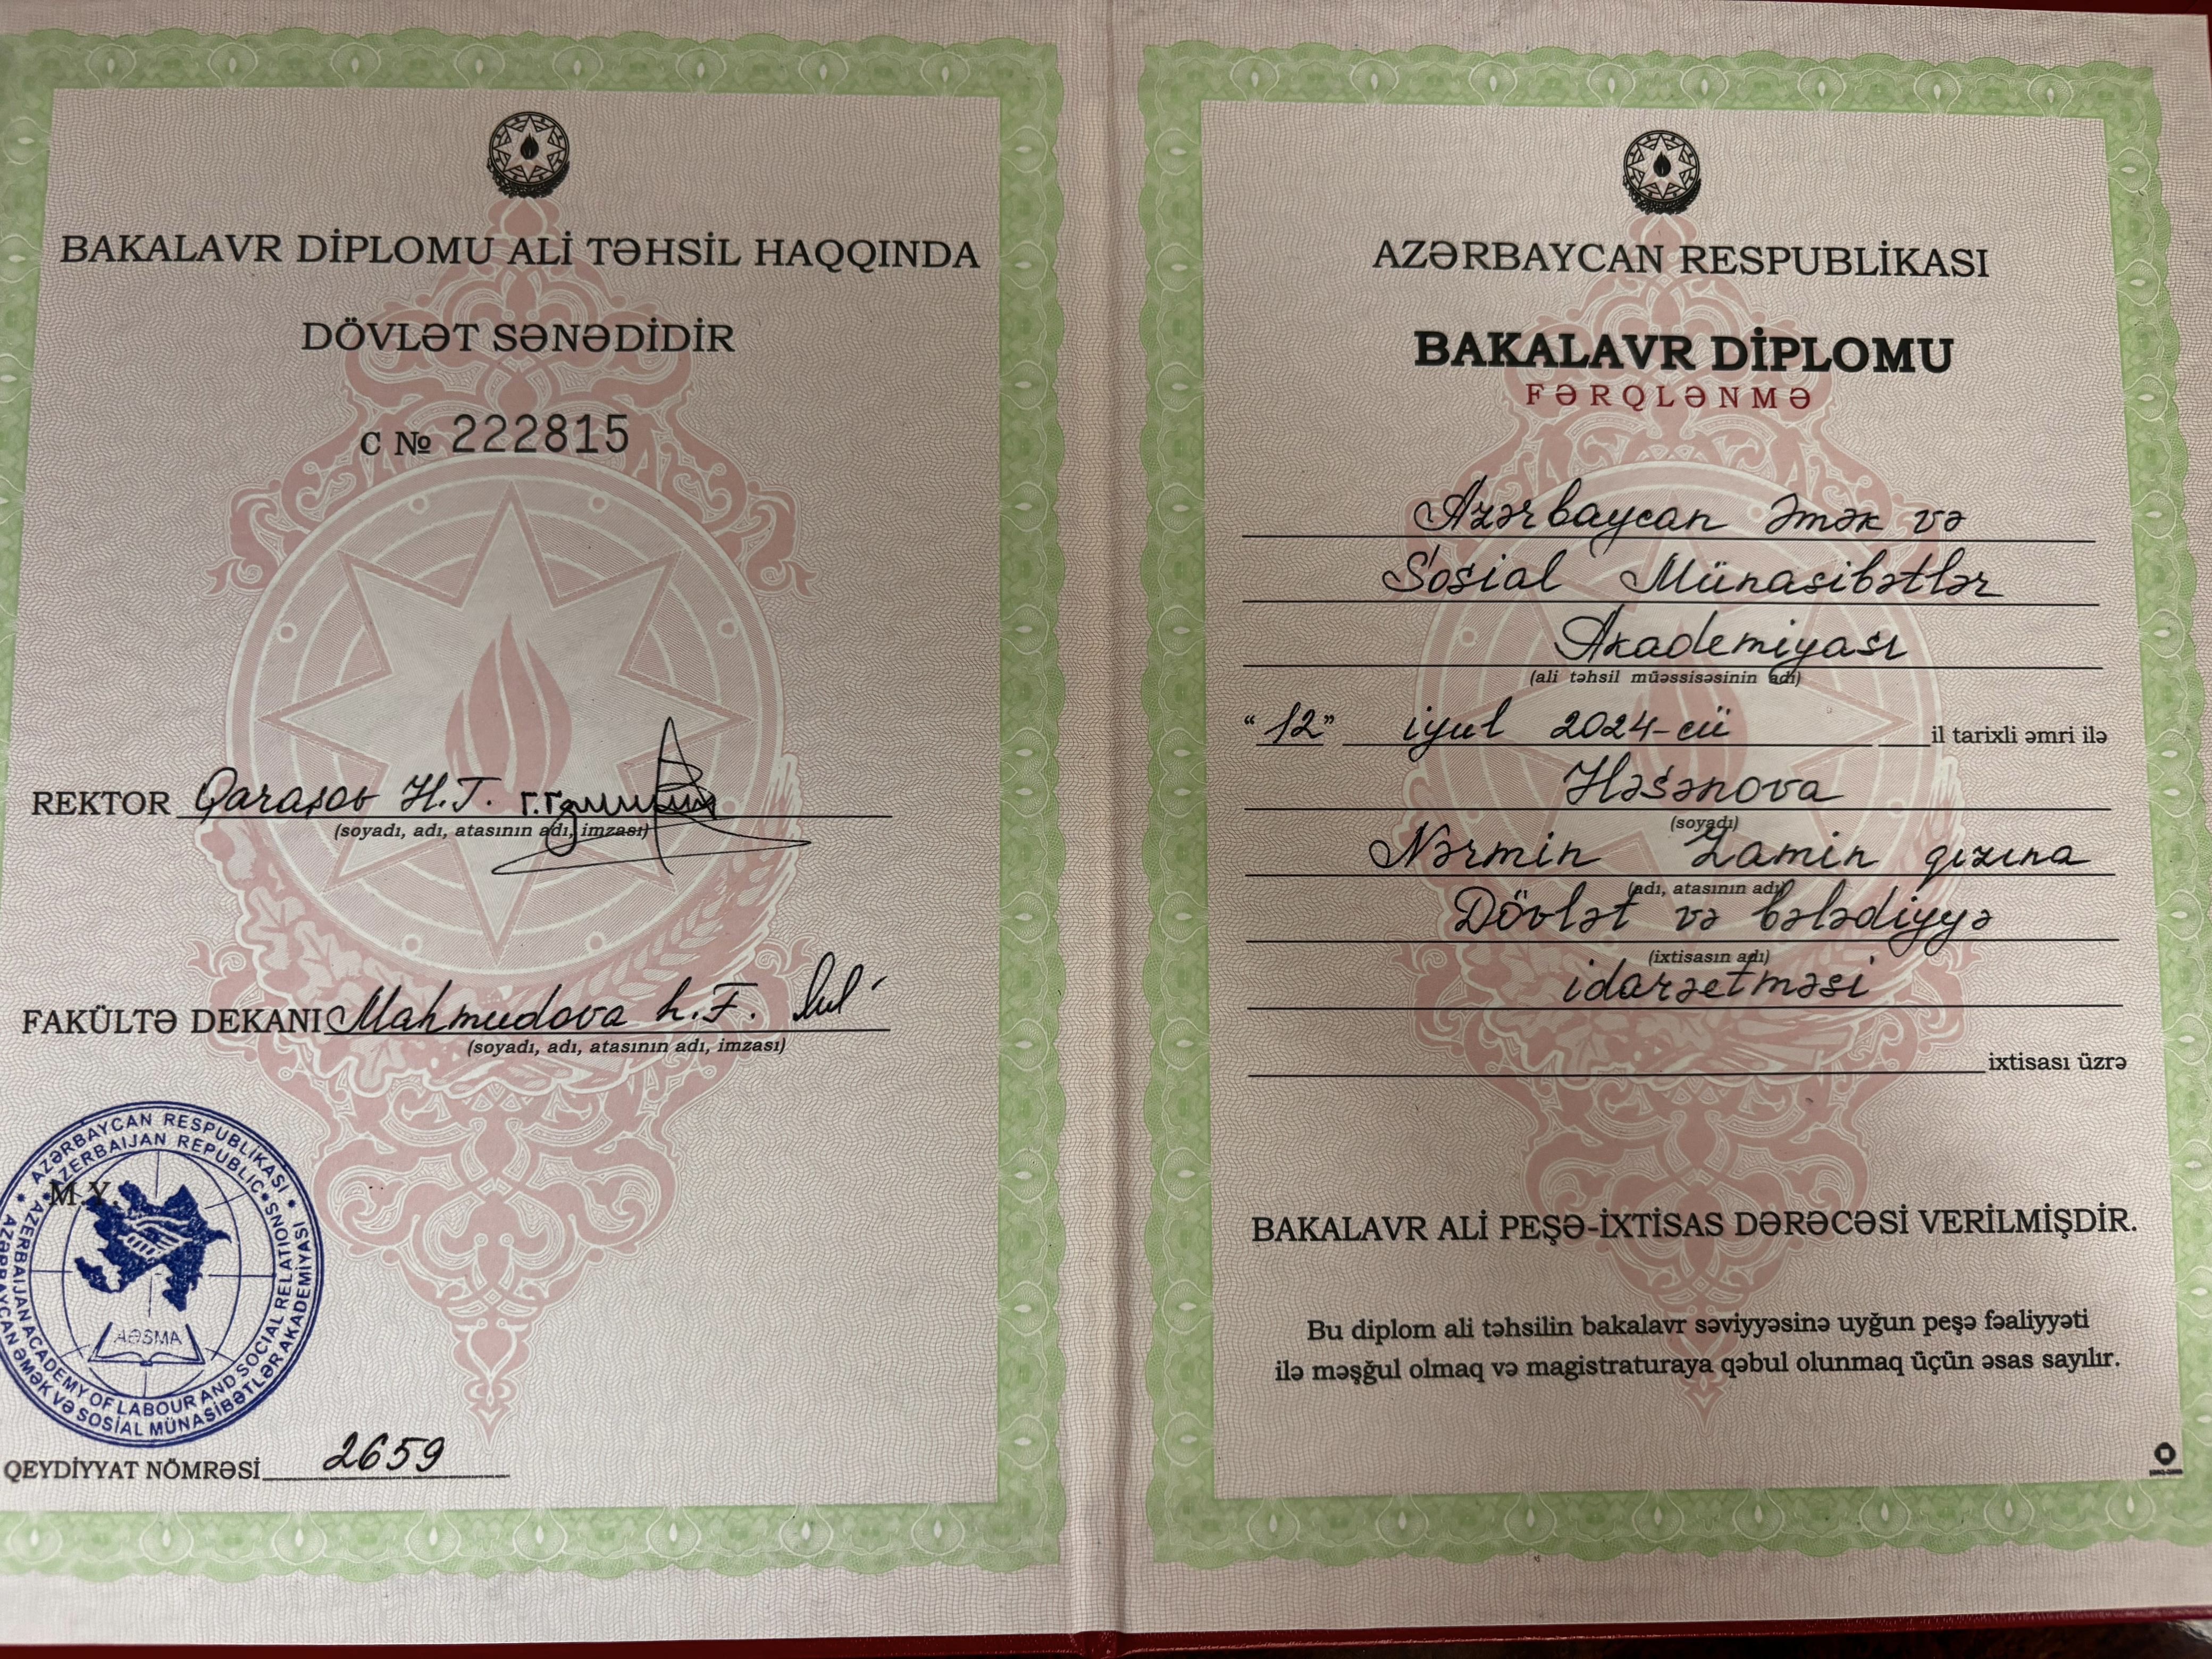 BAKALAVR DİPLOMU ALİ TƏHSİL HAQQINDA
DÖVLƏT SƏNƏDİDİR
C № 222815
REKTOR Qaraşov H.T.
(soyadı, adı, atasının adı, imzası)
FAKÜLTƏ DEKANI Mahmudova h.F.
(soyadı, adı, atasının adı, imzası)
M.Y.
AZƏRBAYCAN RESPUBLİKASI
AZERBAIJAN REPUBLIC
AZƏRBAYCAN ƏMƏK VƏ SOSİAL MÜNASİBƏTLƏR AKADEMİYASI
AZERBAIJAN ACADEMY OF LABOUR AND SOCIAL RELATIONS
AƏSMA
QEYDİYYAT NÖMRƏSİ 2659
AZƏRBAYCAN RESPUBLİKASI
BAKALAVR DİPLOMU
FƏRQLƏNMƏ
Azərbaycan Əmək və
Sosial Münasibətlər
Akademiyası
(ali təhsil müəssisəsinin adı)
"12" iyul 2024-cü il tarixli əmri ilə
Həsənova
(soyadı)
Nərmin Zamin qızına
(adı, atasının adı)
Dövlət və bələdiyyə
(ixtisasın adı)
idarəetməsi
ixtisası üzrə
BAKALAVR ALİ PEŞƏ-İXTİSAS DƏRƏCƏSİ VERİLMİŞDİR.
Bu diplom ali təhsilin bakalavr səviyyəsinə uyğun peşə fəaliyyəti
ilə məşğul olmaq və magistraturaya qəbul olunmaq üçün əsas sayılır.